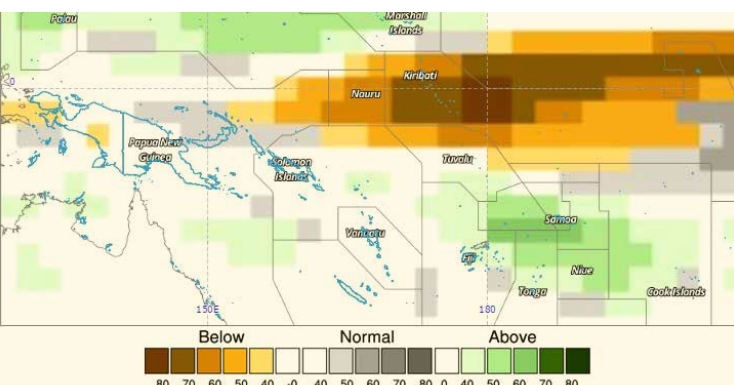 Marshall
Islands
Palau
0
Kiribati
Nauru
Papua New
Guinea
Solomon
Islands
Tuvalu
Samoa
Vanuatu
Fiji
Niue
Tonga
Cook Islands
150E
180
Below Normal Above
80 70 60 50 40 -0 40 50 60 70 80 0 40 50 60 70 80